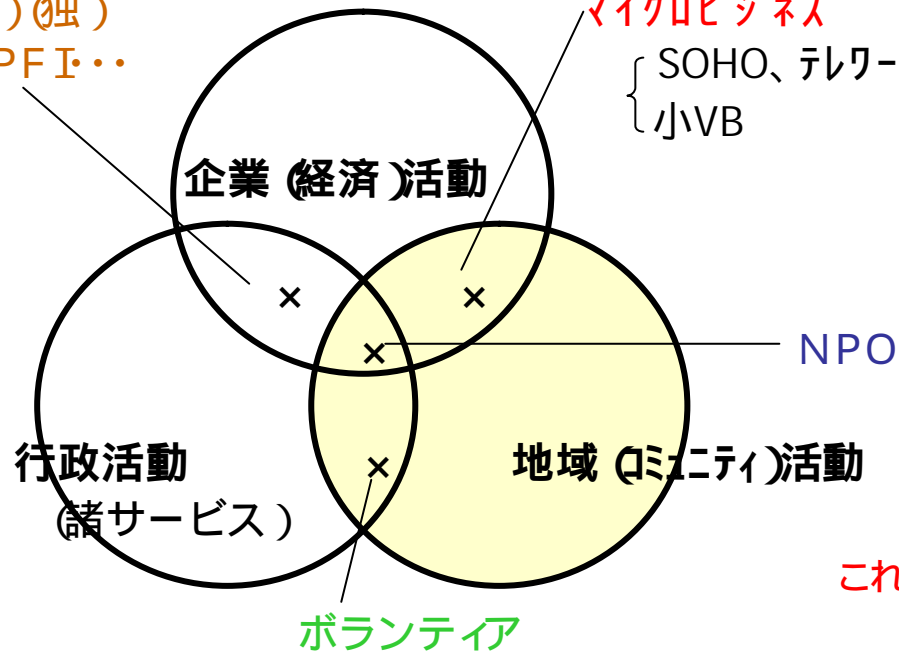 )(独)
PFI・・
マイクロビジネス
SOHO、テレワー
小VB
企業(経済)活動
×
×
×
NPO
行政活動
(諸サービス)
×
地域(コミュニティ)活動
これ
ボランティア